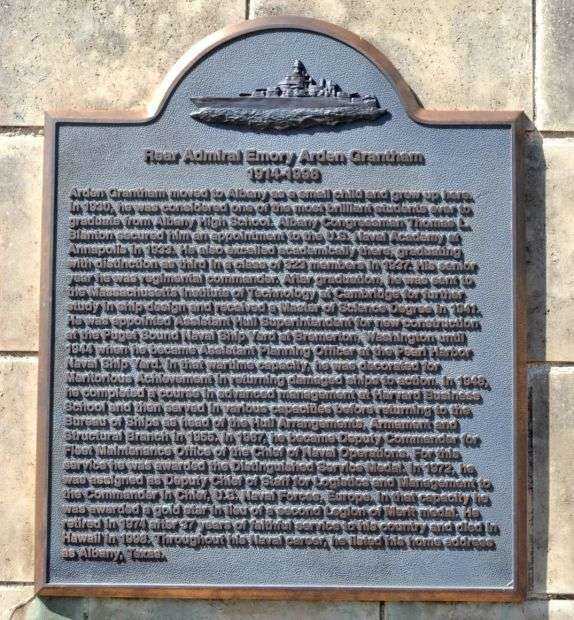 Rear Admiral Emory Arden Grantham
1914-1996
Arden Grantham moved to Albany as a small child and grew up here.
In 1930, he was considered one of the most brilliant students ever to
graduate from Albany High School. Albany Congressman Thomas L.
Blanton secured him an appointment to the U.S. Naval Academy at
Annapolis in 1933. He also excelled academically there, graduating
with distinction as third in a class of 323 members in 1937. His senior
year he was regimental commander. After graduation, he was sent to
the Massachusetts Institute of Technology at Cambridge for further
study in ship design and received a Master of Science Degree in 1941.
He was appointed Assistant Hull Superintendent for new construction
at the Puget Sound Naval Ship Yard at Bremerton, Washington until
1944 when he became Assistant Planning Officer at the Pearl Harbor
Naval Ship Yard. In that wartime capacity, he was decorated for
Meritorious Achievement in returning damaged ships to action. In 1948,
he completed a course in advanced management at Harvard Business
School and then served in various capacities before returning to the
Bureau of Ships as head of the Hull Arrangements, Armament and
Structural Branch in 1955. In 1967, he became Deputy Commander for
Fleet Maintenance Office of the Chief of Naval Operations. For this
service he was awarded the Distinguished Service Medal. In 1972, he
was assigned as Deputy Chief of Staff for Logistics and Management to
the Commander in Chief, U.S. Naval Forces, Europe. In that capacity he
was awarded a gold star in lieu of a second Legion of Merit Medal. He
retired in 1974 after 37 years of faithful service to his country and died in
Hawaii in 1996. Throughout his Naval career, he listed his home address
as Albany, Texas.